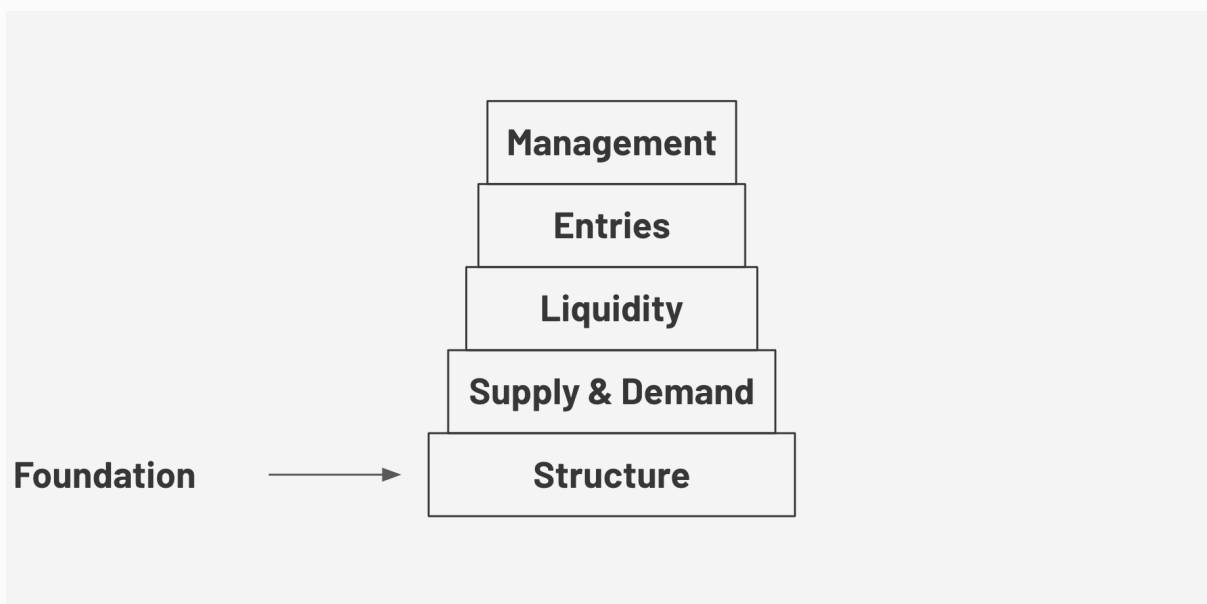 Management
Entries
Liquidity
Supply & Demand
Foundation
Structure